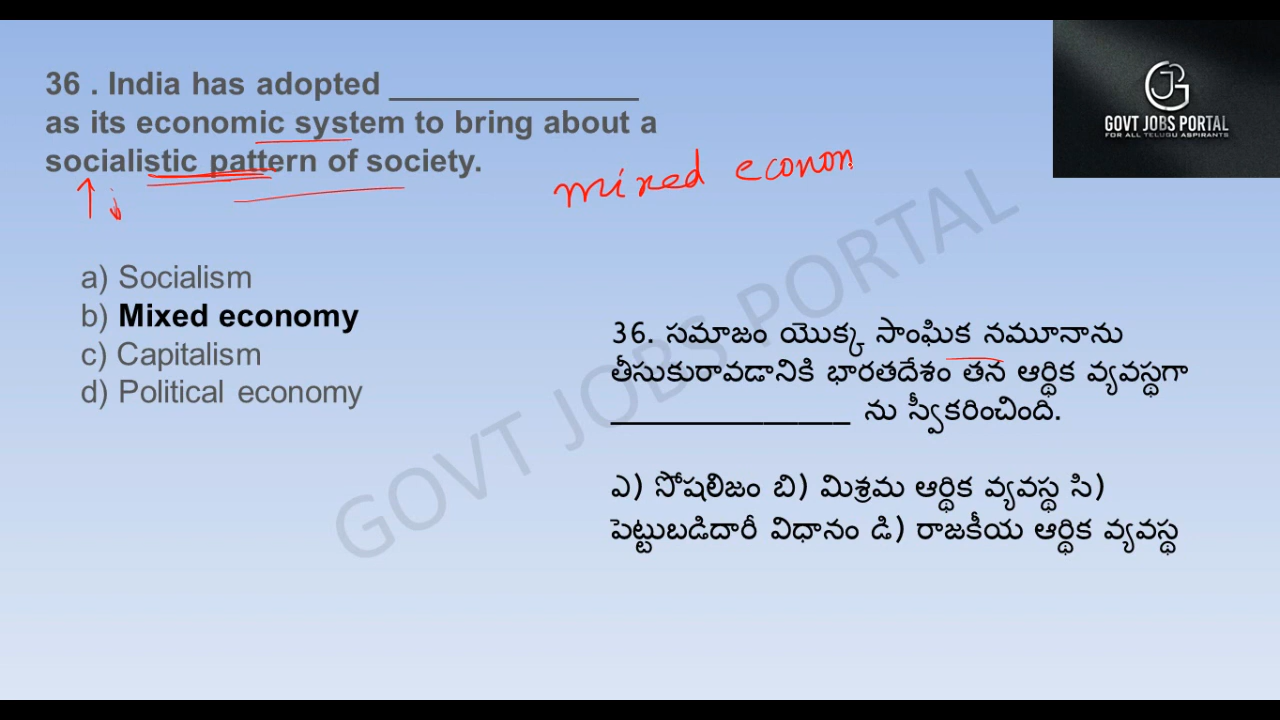 36 . India has adopted ______________
as its economic system to bring about a
socialistic pattern of society.
mixed econom
a) Socialism
b) Mixed economy
c) Capitalism
d) Political economy
36. సమాజం యొక్క సాంఘిక నమూనాను
తీసుకురావడానికి భారతదేశం తన ఆర్థిక వ్యవస్థగా
______________ ను స్వీకరించింది.
ఎ) సోషలిజం బి) మిశ్రమ ఆర్థిక వ్యవస్థ సి)
పెట్టుబడిదారీ విధానం డి) రాజకీయ ఆర్థిక వ్యవస్థ
GOVT JOBS PORTAL
FOR ALL TELUGU ASPIRANTS
GOVT JOBS PORTAL